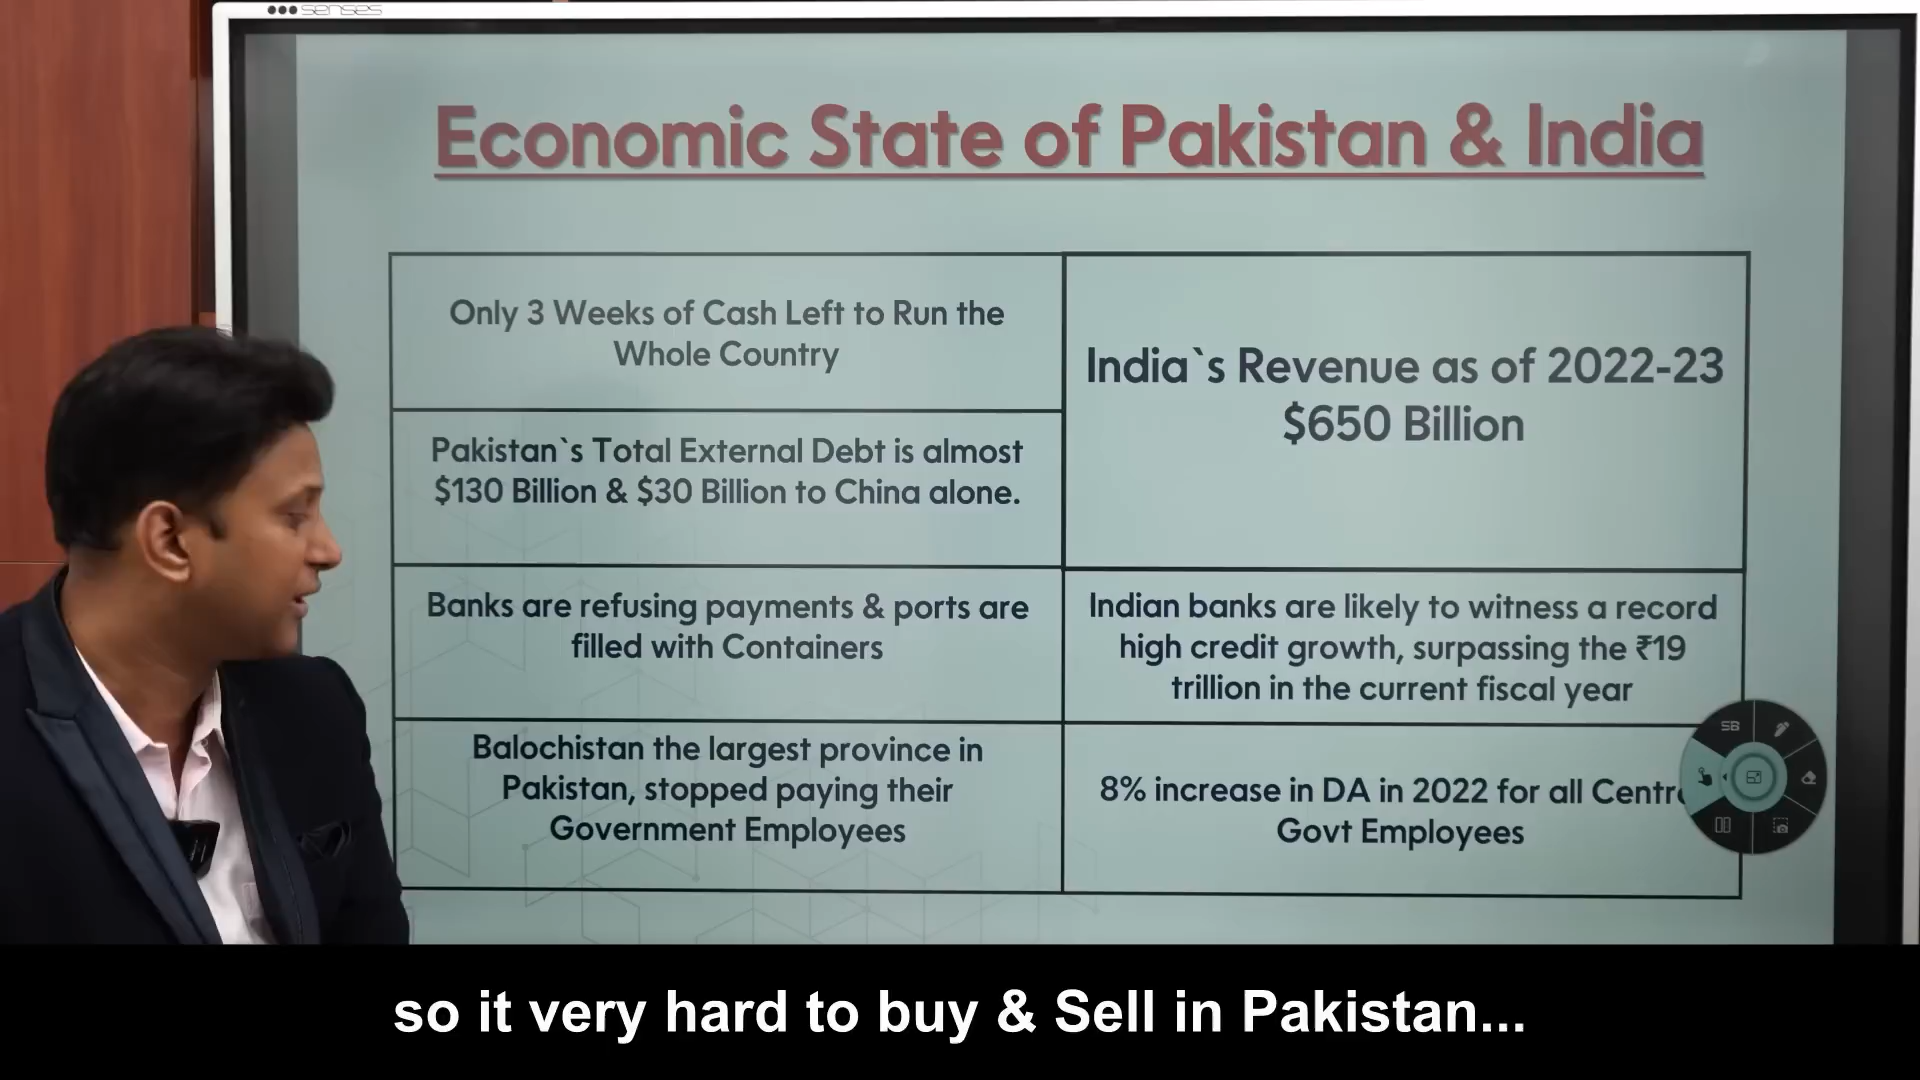 senses
Economic State of Pakistan & India
Only 3 Weeks of Cash Left to Run the
Whole Country
Pakistan`s Total External Debt is almost
$130 Billion & $30 Billion to China alone.
Banks are refusing payments & ports are
filled with Containers
Balochistan the largest province in
Pakistan, stopped paying their
Government Employees
India`s Revenue as of 2022-23
$650 Billion
Indian banks are likely to witness a record
high credit growth, surpassing the ₹19
trillion in the current fiscal year
8% increase in DA in 2022 for all Centr
Govt Employees
SB
so it very hard to buy & Sell in Pakistan...